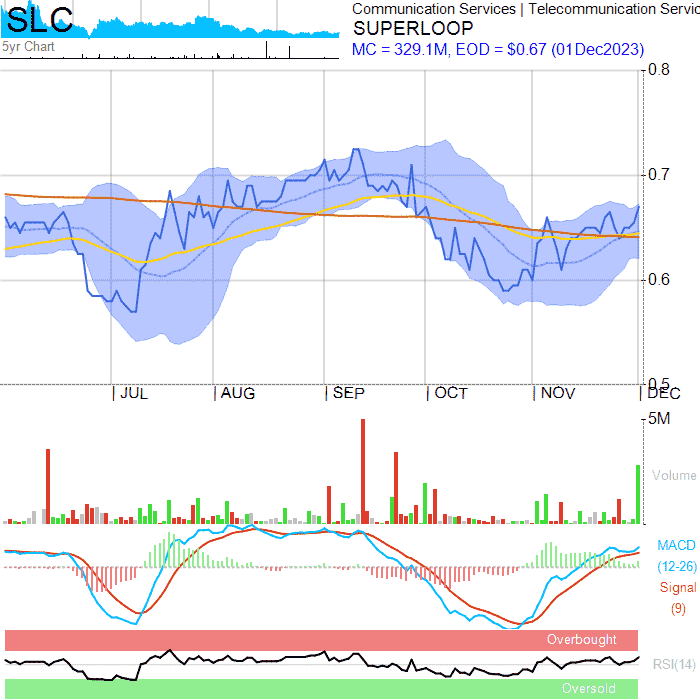 SLC
5yr Chart
Communication Services | Telecommunication Servic
SUPERLOOP
MC = 329.1M, EOD = $0.67 (01Dec2023)
0.8
0.7
0.6
0.5
| JUL | AUG | SEP | OCT | NOV | DEC
5M
Volume
MACD
(12-26)
Signal
(9)
Overbought
RSI(14)
Oversold